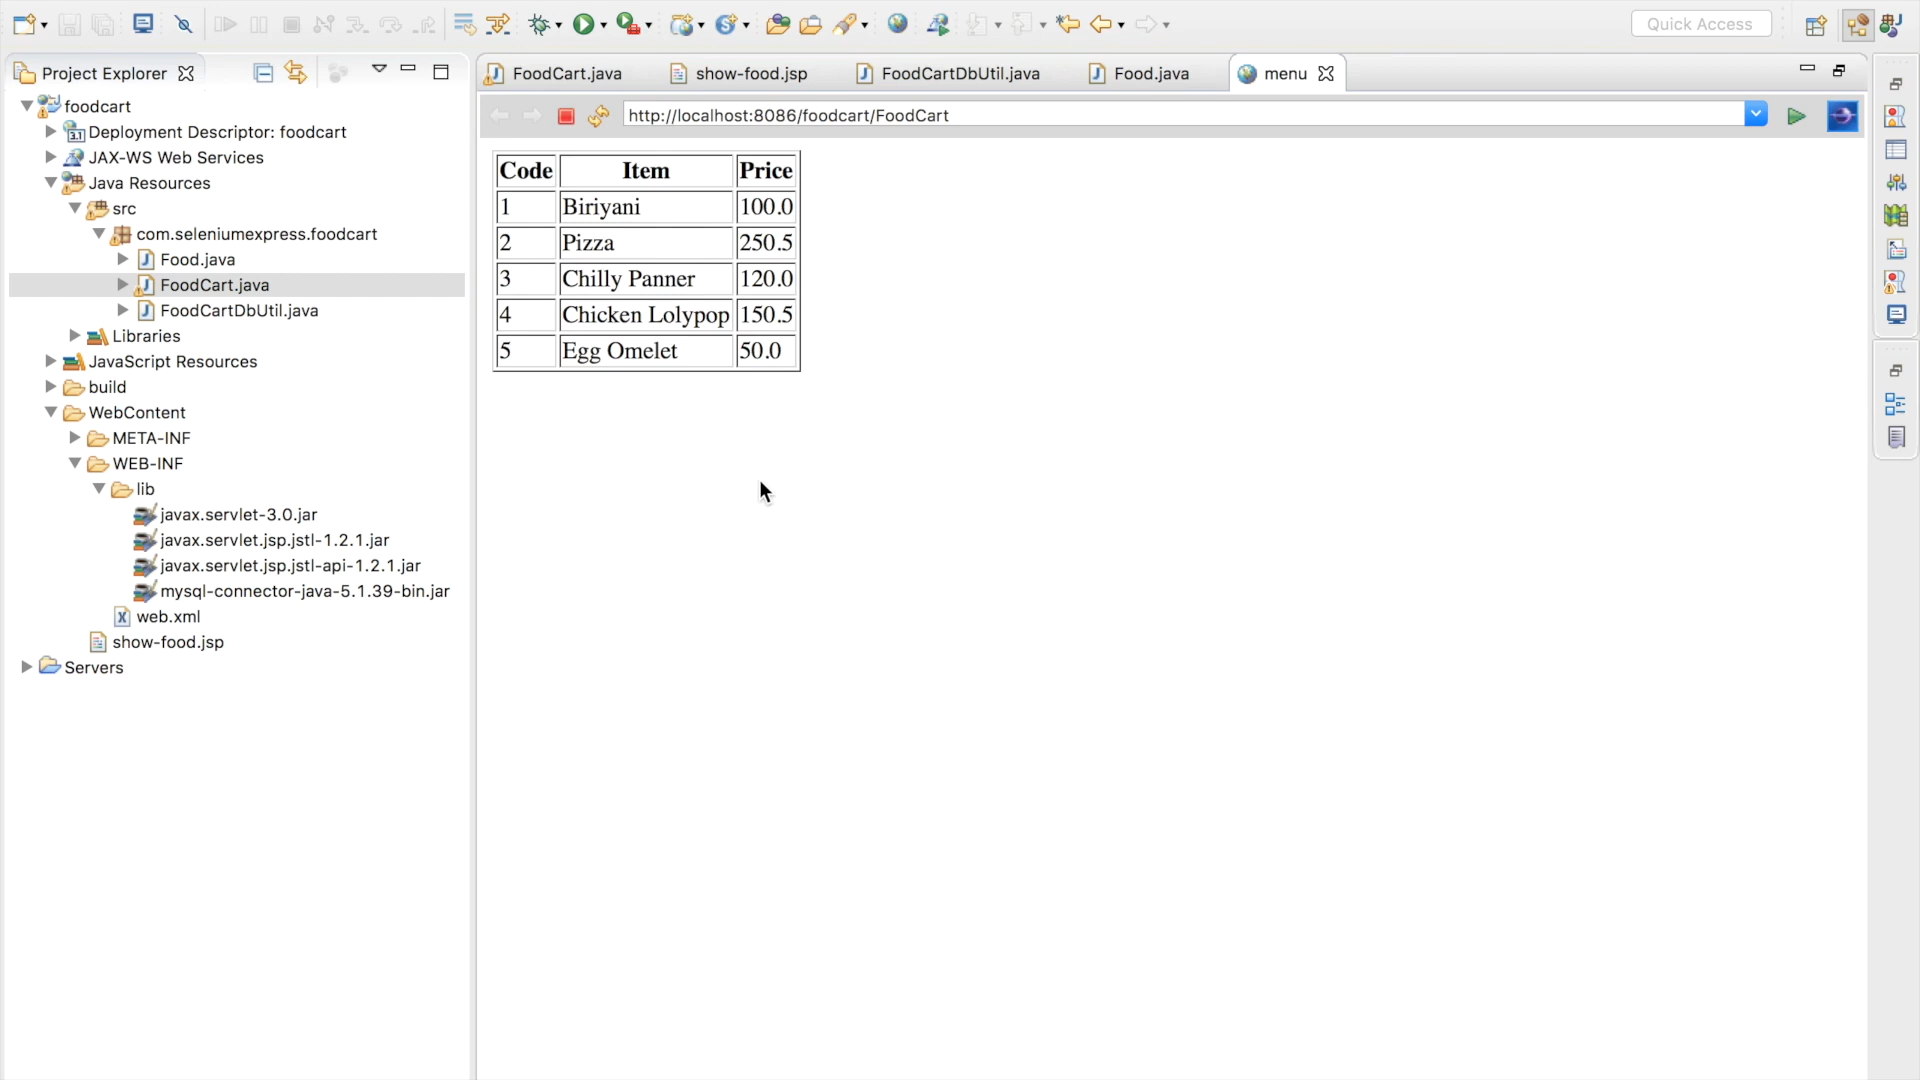 Quick Access
Project Explorer
FoodCart.java
show-food.jsp
FoodCartDbUtil.java
Food.java
menu
http://localhost:8086/foodcart/FoodCart
foodcart
Deployment Descriptor: foodcart
JAX-WS Web Services
Java Resources
src
com.seleniumexpress.foodcart
Food.java
FoodCart.java
FoodCartDbUtil.java
Libraries
JavaScript Resources
build
WebContent
META-INF
WEB-INF
lib
javax.servlet-3.0.jar
javax.servlet.jsp.jstl-1.2.1.jar
javax.servlet.jsp.jstl-api-1.2.1.jar
mysql-connector-java-5.1.39-bin.jar
web.xml
show-food.jsp
Servers
Code Item Price
1 Biriyani 100.0
2 Pizza 250.5
3 Chilly Panner 120.0
4 Chicken Lolypop 150.5
5 Egg Omelet 50.0